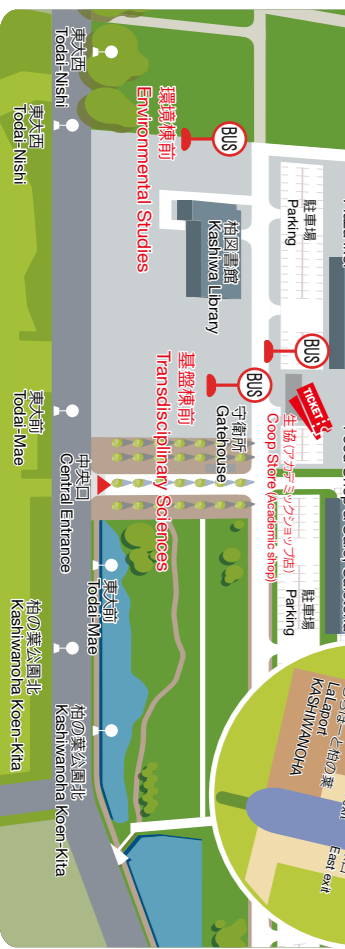 東大西
Todai-Nishi
東大西
Todai-Nishi
環境棟前
Environmental Studies
BUS
駐車場
Parking
柏図書館
Kashiwa Library
BUS
BUS
TICKET
生協(アカデミックショップ店)
Coop Store (Academic shop)
守衛所
Gatehouse
基盤棟前
Transdisciplinary Sciences
東大前
Todai-Mae
中央口
Central Entrance
東大前
Todai-Mae
駐車場
Parking
柏の葉公園北
Kashiwanoha Koen-Kita
柏の葉公園北
Kashiwanoha Koen-Kita
ららぽーと柏の葉
LaLaport
KASHIWANOHA
East exit